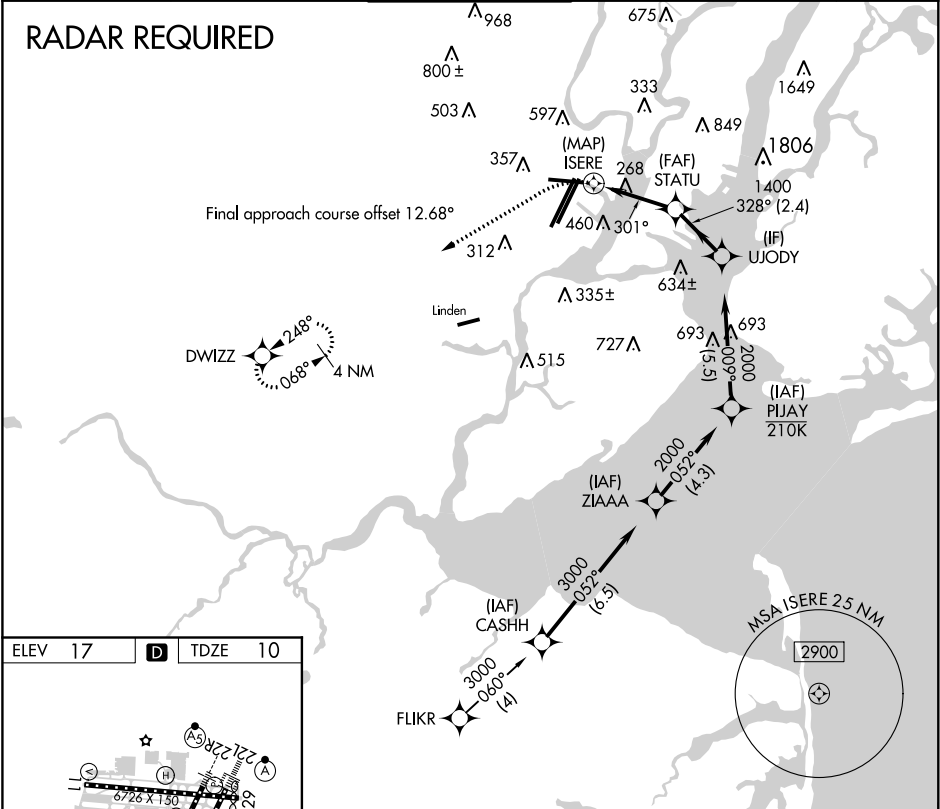 RADAR REQUIRED
968
675
800 ±
1649
503
597
333
849
(MAP)
ISERE
357
268
(FAF)
STATU
1806
1400
328° (2.4)
Final approach course offset 12.68°
460
301°
312
(IF)
UJODY
634 ±
335 ±
Linden
248°
DWIZZ
068°
4 NM
727
693
693
515
2000
009°
(5.5)
(IAF)
PIJAY
210K
2000
052°
(4.3)
(IAF)
ZIAAA
3000
052°
(6.5)
(IAF)
CASHH
MSA ISERE 25 NM
2900
3000
060°
(4)
FLIKR
ELEV 17
D
TDZE 10
A5
22R
22L
A
V
H
P
11
6726 X 150
29